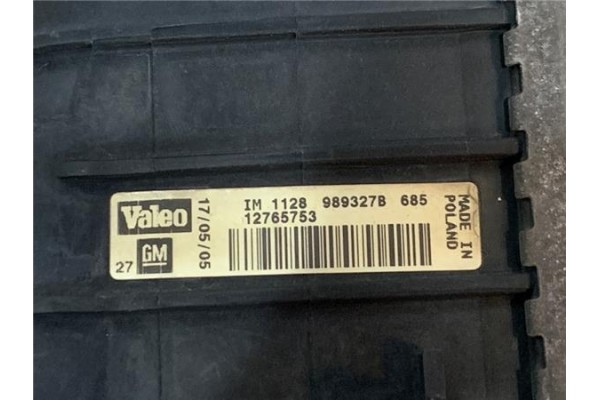 Valeo
27 GM
17/05/05
IM 1128 989327B 685
12765753
MADE IN
POLAND